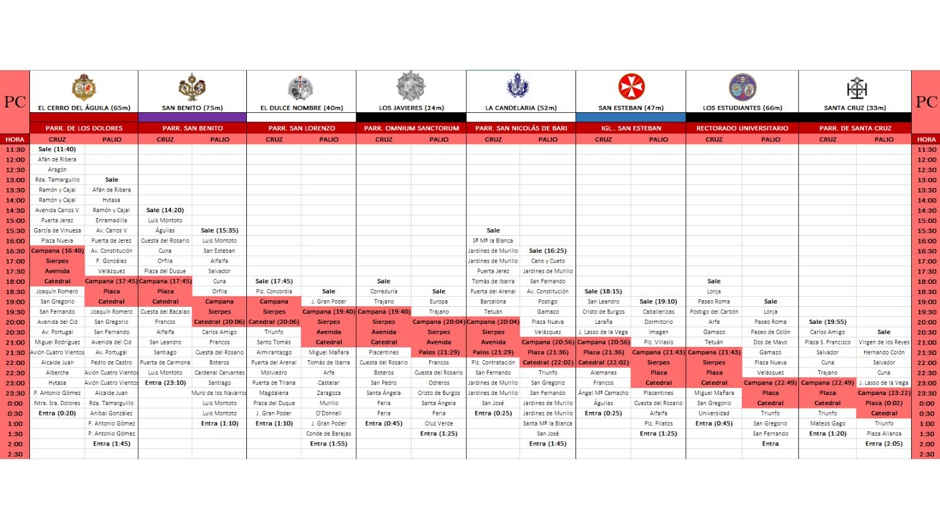 PC EL CERRO DEL ÁGUILA (65m) SAN BENITO (75m) EL DULCE NOMBRE (40m) LOS JAVIERES (24m) LA CANDELARIA (52m) SAN ESTEBAN (47m) LOS ESTUDIANTES (66m) SANTA CRUZ (33m) PC
PARR. DE LOS DOLORES PARR. SAN BENITO PARR. SAN LORENZO PARR. OMNIUM SANCTORUM PARR. SAN NICOLÁS DE BARI IGL. SAN ESTEBAN RECTORADO UNIVERSITARIO PARR. DE SANTA CRUZ
HORA CRUZ PALIO CRUZ PALIO CRUZ PALIO CRUZ PALIO CRUZ PALIO CRUZ PALIO CRUZ PALIO CRUZ PALIO HORA
11:30 Sale (11:40) 11:30
12:00 Afán de Ribera 12:00
12:30 Aragón 12:30
13:00 Rda. Tamarguillo Sale 13:00
13:30 Ramón y Cajal Afán de Ribera 13:30
14:00 Ramón y Cajal Hytasa 14:00
14:30 Avenida Carlos V Ramón y Cajal Sale (14:20) 14:30
15:00 Puerta Jerez Enramadilla Luis Montoto 15:00
15:30 García de Vinuesa Av. Carlos V Águilas Sale (15:35) Sale 15:30
16:00 Plaza Nueva Puerta de Jerez Cuesta del Rosario Luis Montoto Sª Mª la Blanca 16:00
16:30 Campana (16:40) Av. Constitución Cuna San Esteban Jardines de Murillo Sale (16:25) 16:30
17:00 Sierpes F. González Orfila Alfalfa Jardines de Murillo Cano y Cueto 17:00
17:30 Avenida Velázquez Plaza del Duque Salvador Puerta Jerez Jardines de Murillo 17:30
18:00 Catedral Campana (17:45) Campana (17:45) Cuna Sale (17:45) Sale Tomás de Ibarra San Fernando Sale 18:00
18:30 Joaquín Romero Plaza Plaza Orfila Plz. Concordia Sale Corredería Sale Puerta del Arenal Av. Constitución Sale (18:15) Lonja 18:30
19:00 San Gregorio Catedral Catedral Campana Campana J. Gran Poder Trajano Europa Barcelona Postigo San Leandro Sale (19:10) Paseo Roma Sale 19:00
19:30 San Fernando Joaquín Romero Cuesta del Bacalao Sierpes Sierpes Campana (19:40) Campana (19:40) Trajano Tetuán Gamazo Cristo de Burgos Caballerizas Postigo del Carbón Lonja 19:30
20:00 Avenida del Cid San Gregorio Francos Catedral (20:06) Catedral (20:06) Sierpes Sierpes Campana (20:04) Campana (20:04) Plaza Nueva Laraña Dormitorio Arfe Paseo Roma Sale (19:55) 20:00
20:30 Av. Portugal San Fernando Alfalfa Carlos Amigo Triunfo Avenida Avenida Sierpes Sierpes Velázquez J. Lasso de la Vega Imagen Gamazo Plaza de Colón Carlos Amigo Sale 20:30
21:00 Miguel Rodríguez Avenida del Cid San Leandro Francos Santo Tomás Catedral Catedral Avenida Avenida Campana (20:56) Campana (20:56) Plz. Villasís Tetuán Dos de Mayo Plaza S. Francisco Virgen de los Reyes 21:00
21:30 Avión Cuatro Vientos Av. Portugal Santiago Cuesta del Rosario Almirantazgo Miguel Mañara Placentines Palos (21:29) Palos (21:29) Plaza (21:36) Plaza (21:36) Campana (21:43) Campana (21:43) Gamazo Salvador Hernando Colón 21:30
22:00 Alcalde Juan Pedro de Castro Puerta de Carmona Boteros Puerta del Arenal Tomás de Ibarra Cuesta del Rosario Francos Plz. Contratación Catedral (22:02) Catedral (22:02) Sierpes Sierpes Plaza Nueva Cuna Salvador 22:00
22:30 Alberche Avión Cuatro Vientos Luis Montoto Cardenal Cervantes Molviedro Arfe Boteros Cuesta del Rosario San Fernando Triunfo Alemanes Plaza Plaza Velázquez Trajano Cuna 22:30
23:00 Hytasa Avión Cuatro Vientos Entra (23:10) Santiago Puerta de Triana Castelar San Pedro Odreros Jardines de Murillo San Gregorio Francos Catedral Catedral Campana (22:49) Campana (22:49) J. Lasso de la Vega 23:00
23:30 P. Antonio Gómez Alcalde Juan Muro de los Navarros Magdalena Zaragoza Santa Ángela Cristo de Burgos Jardines de Murillo San Fernando Ángel Mª Camacho Placentines Miguel Mañara Plaza Plaza Campana (23:22) 23:30
0:00 Ntra. Sra. Dolores Rda. Tamarguillo Luis Montoto Plaza del Duque Murillo Feria Santa Ángela San José Jardines de Murillo Águilas Cuesta del Rosario San Gregorio Catedral Catedral Plaza (0:02) 0:00
0:30 Entra (0:20) Aníbal González Luis Montoto J. Gran Poder O'Donnell Feria Feria Entra (0:25) Jardines de Murillo Entra (0:25) Alfalfa Universidad Triunfo Triunfo Catedral 0:30
1:00 P. Antonio Gómez Entra (1:10) Entra (1:10) J. Gran Poder Entra (0:45) Cruz Verde Santa Mª la Blanca Plz. Pilatos Entra (0:45) San Gregorio Mateos Gago Triunfo 1:00
1:30 P. Antonio Gómez Conde de Barajas Entra (1:25) San José Entra (1:25) San Fernando Entra (1:20) Plaza Alianza 1:30
2:00 Entra (1:45) Entra (1:55) Entra (1:45) Entra Entra (2:05) 2:00
2:30 2:30